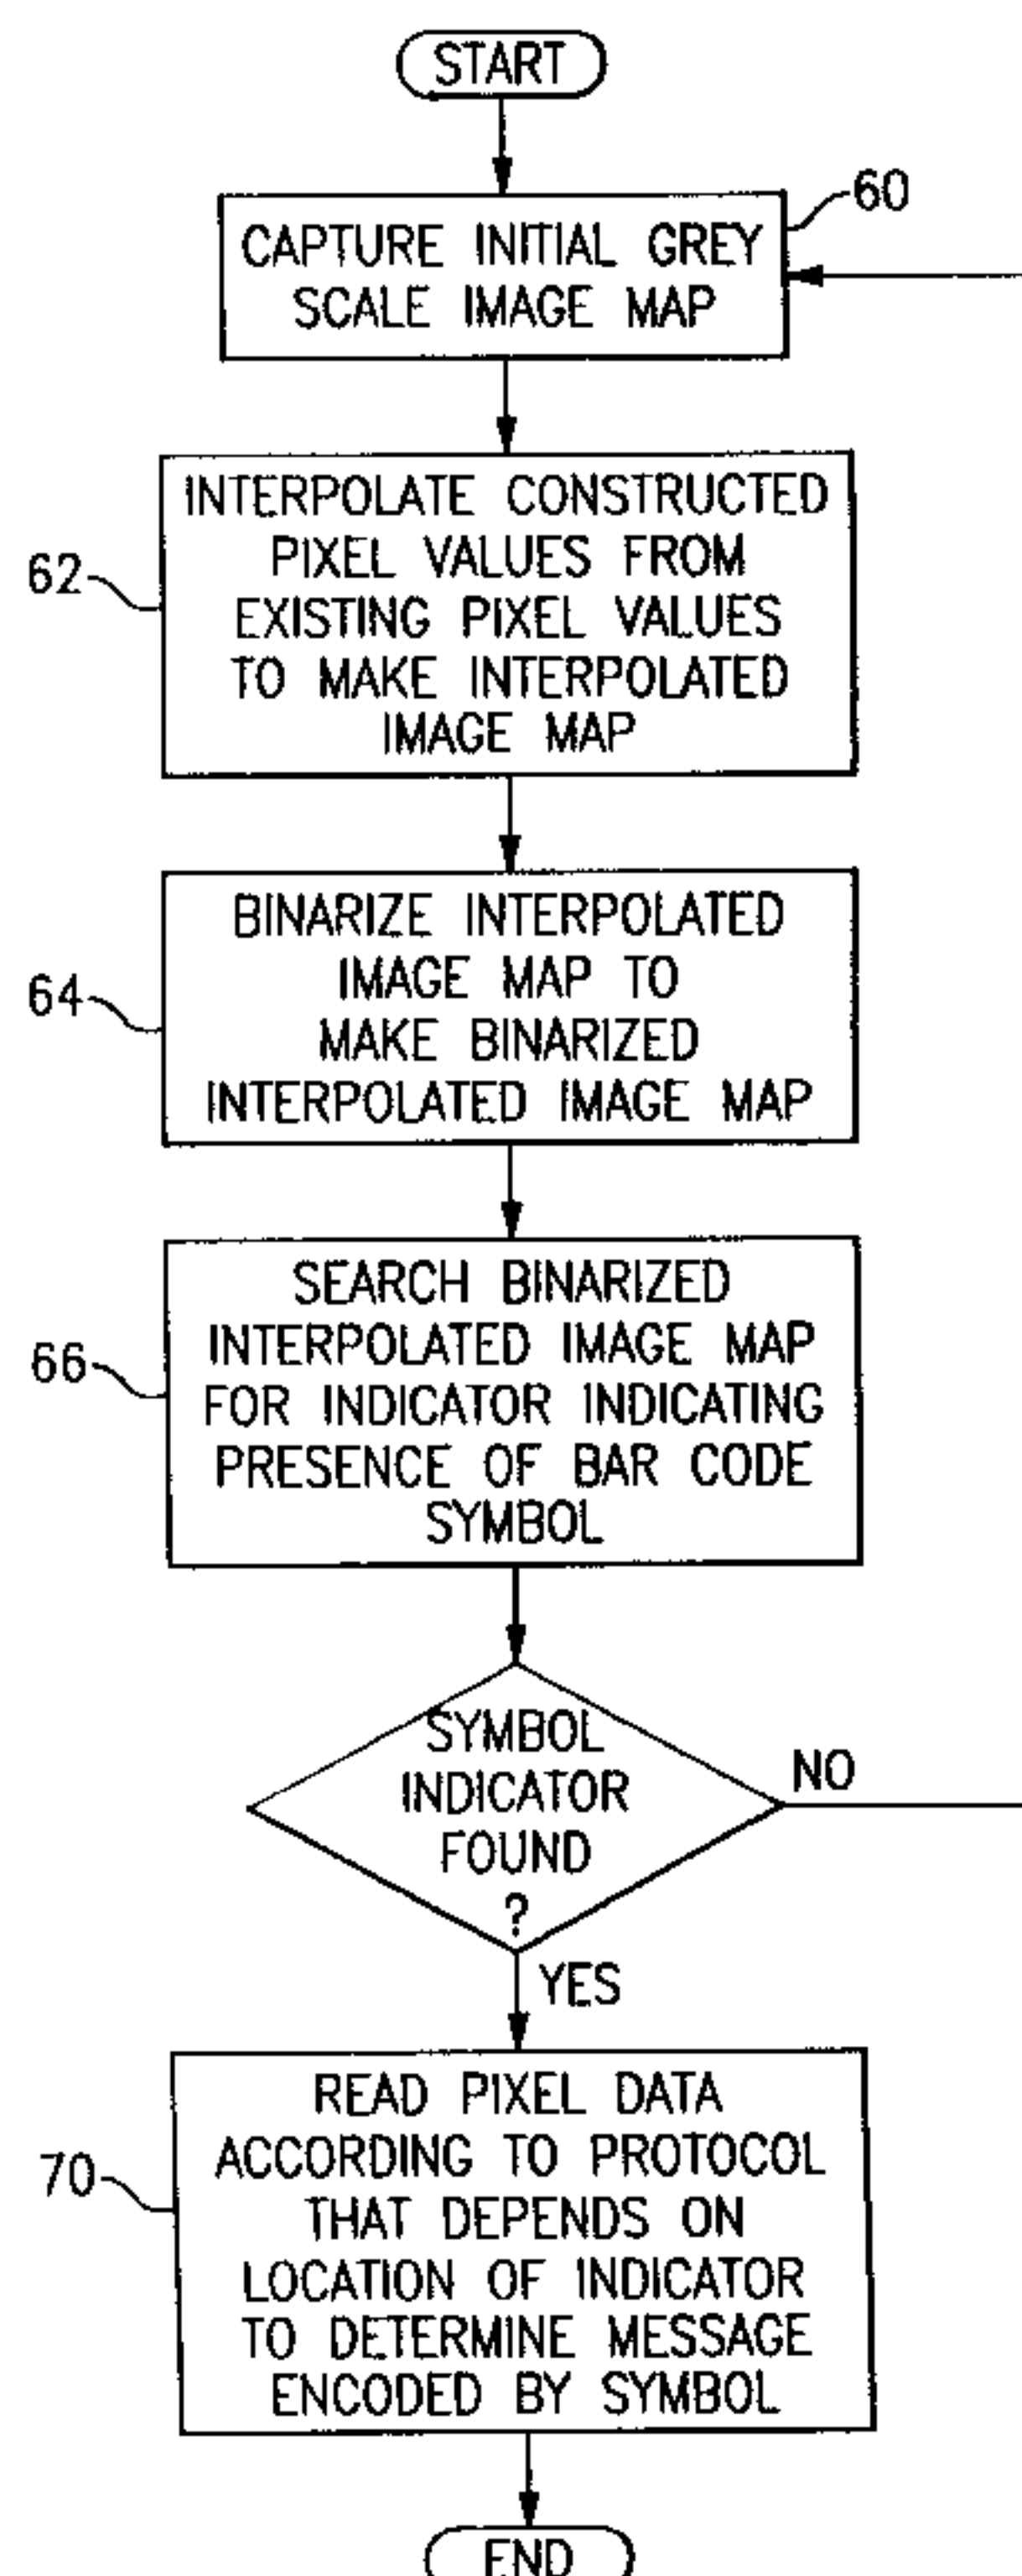 START
60
CAPTURE INITIAL GREY
SCALE IMAGE MAP
INTERPOLATE CONSTRUCTED
PIXEL VALUES FROM
EXISTING PIXEL VALUES
TO MAKE INTERPOLATED
IMAGE MAP
62
BINARIZE INTERPOLATED
IMAGE MAP TO
MAKE BINARIZED
INTERPOLATED IMAGE MAP
64
SEARCH BINARIZED
INTERPOLATED IMAGE MAP
FOR INDICATOR INDICATING
PRESENCE OF BAR CODE
SYMBOL
66
SYMBOL
INDICATOR
FOUND
?
NO
YES
READ PIXEL DATA
ACCORDING TO PROTOCOL
THAT DEPENDS ON
LOCATION OF INDICATOR
TO DETERMINE MESSAGE
ENCODED BY SYMBOL
70
END